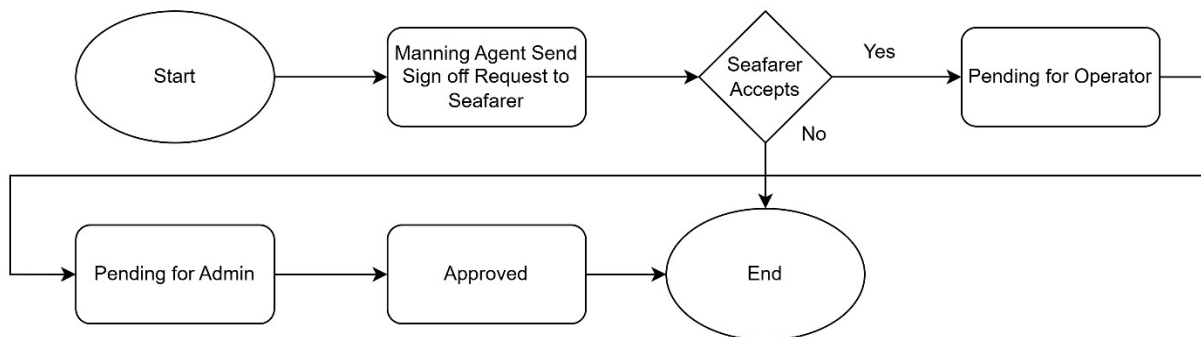 Start
Manning Agent Send
Sign off Request to
Seafarer
Seafarer
Accepts
Yes
No
Pending for Operator
Pending for Admin
Approved
End